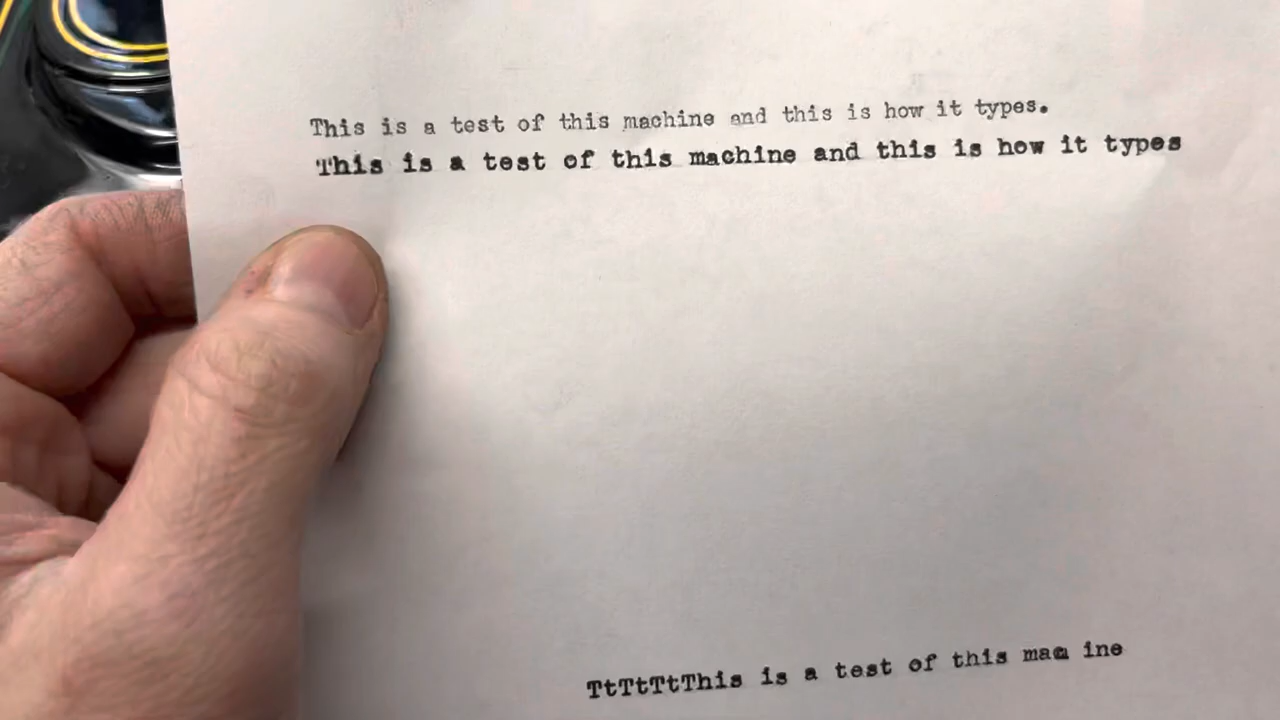 This is a test of this machine and this is how it types.
This is a test of this machine and this is how it types
TtTtTtThis is a test of this maa ine